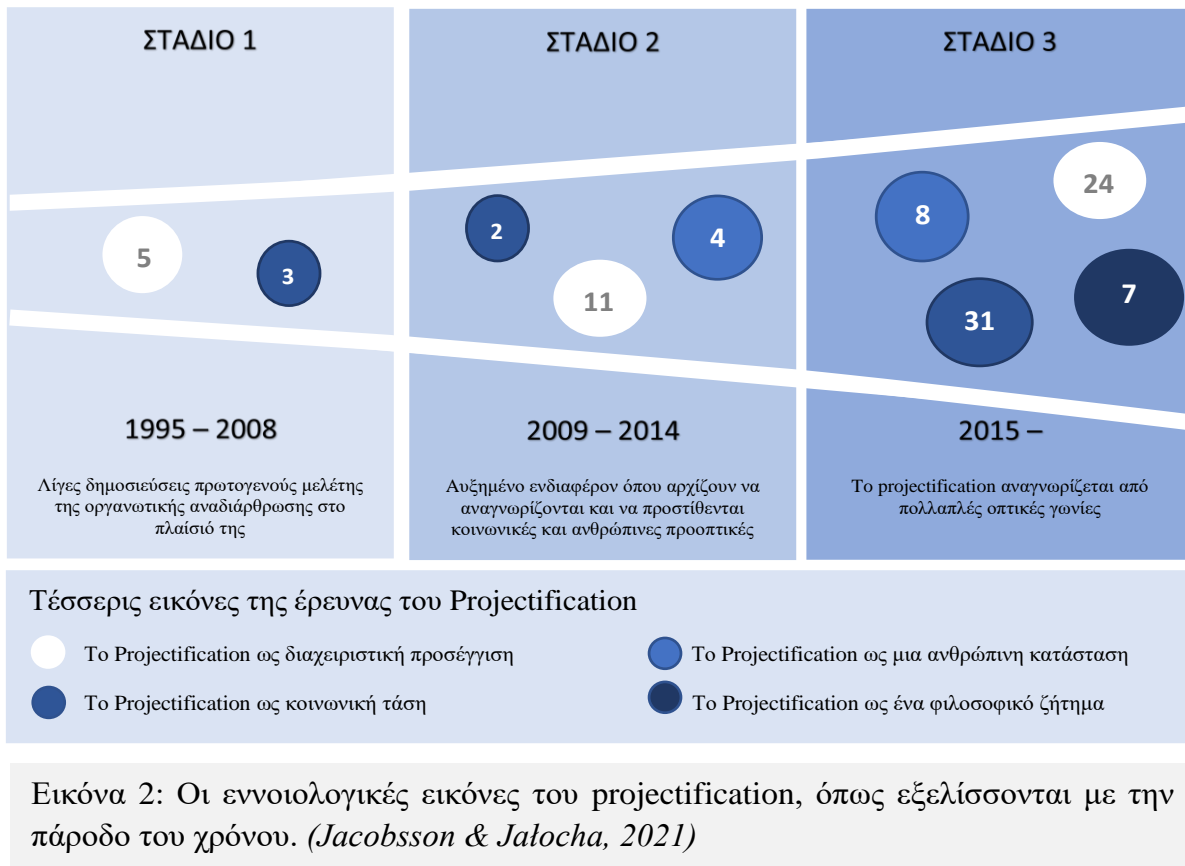 ΣΤΑΔΙΟ 1
ΣΤΑΔΙΟ 2
ΣΤΑΔΙΟ 3
5
3
2
11
4
8
31
24
7
1995 – 2008
Λίγες δημοσιεύσεις πρωτογενούς μελέτης
της οργανωτικής αναδιάρθρωσης στο
πλαίσιό της
2009 – 2014
Αυξημένο ενδιαφέρον όπου αρχίζουν να
αναγνωρίζονται και να προστίθενται
κοινωνικές και ανθρώπινες προοπτικές
2015 –
Το projectification αναγνωρίζεται από
πολλαπλές οπτικές γωνίες
Τέσσερις εικόνες της έρευνας του Projectification
Το Projectification ως διαχειριστική προσέγγιση
Το Projectification ως κοινωνική τάση
Το Projectification ως μια ανθρώπινη κατάσταση
Το Projectification ως ένα φιλοσοφικό ζήτημα
Εικόνα 2: Οι εννοιολογικές εικόνες του projectification, όπως εξελίσσονται με την
πάροδο του χρόνου. (Jacobsson & Jałocha, 2021)